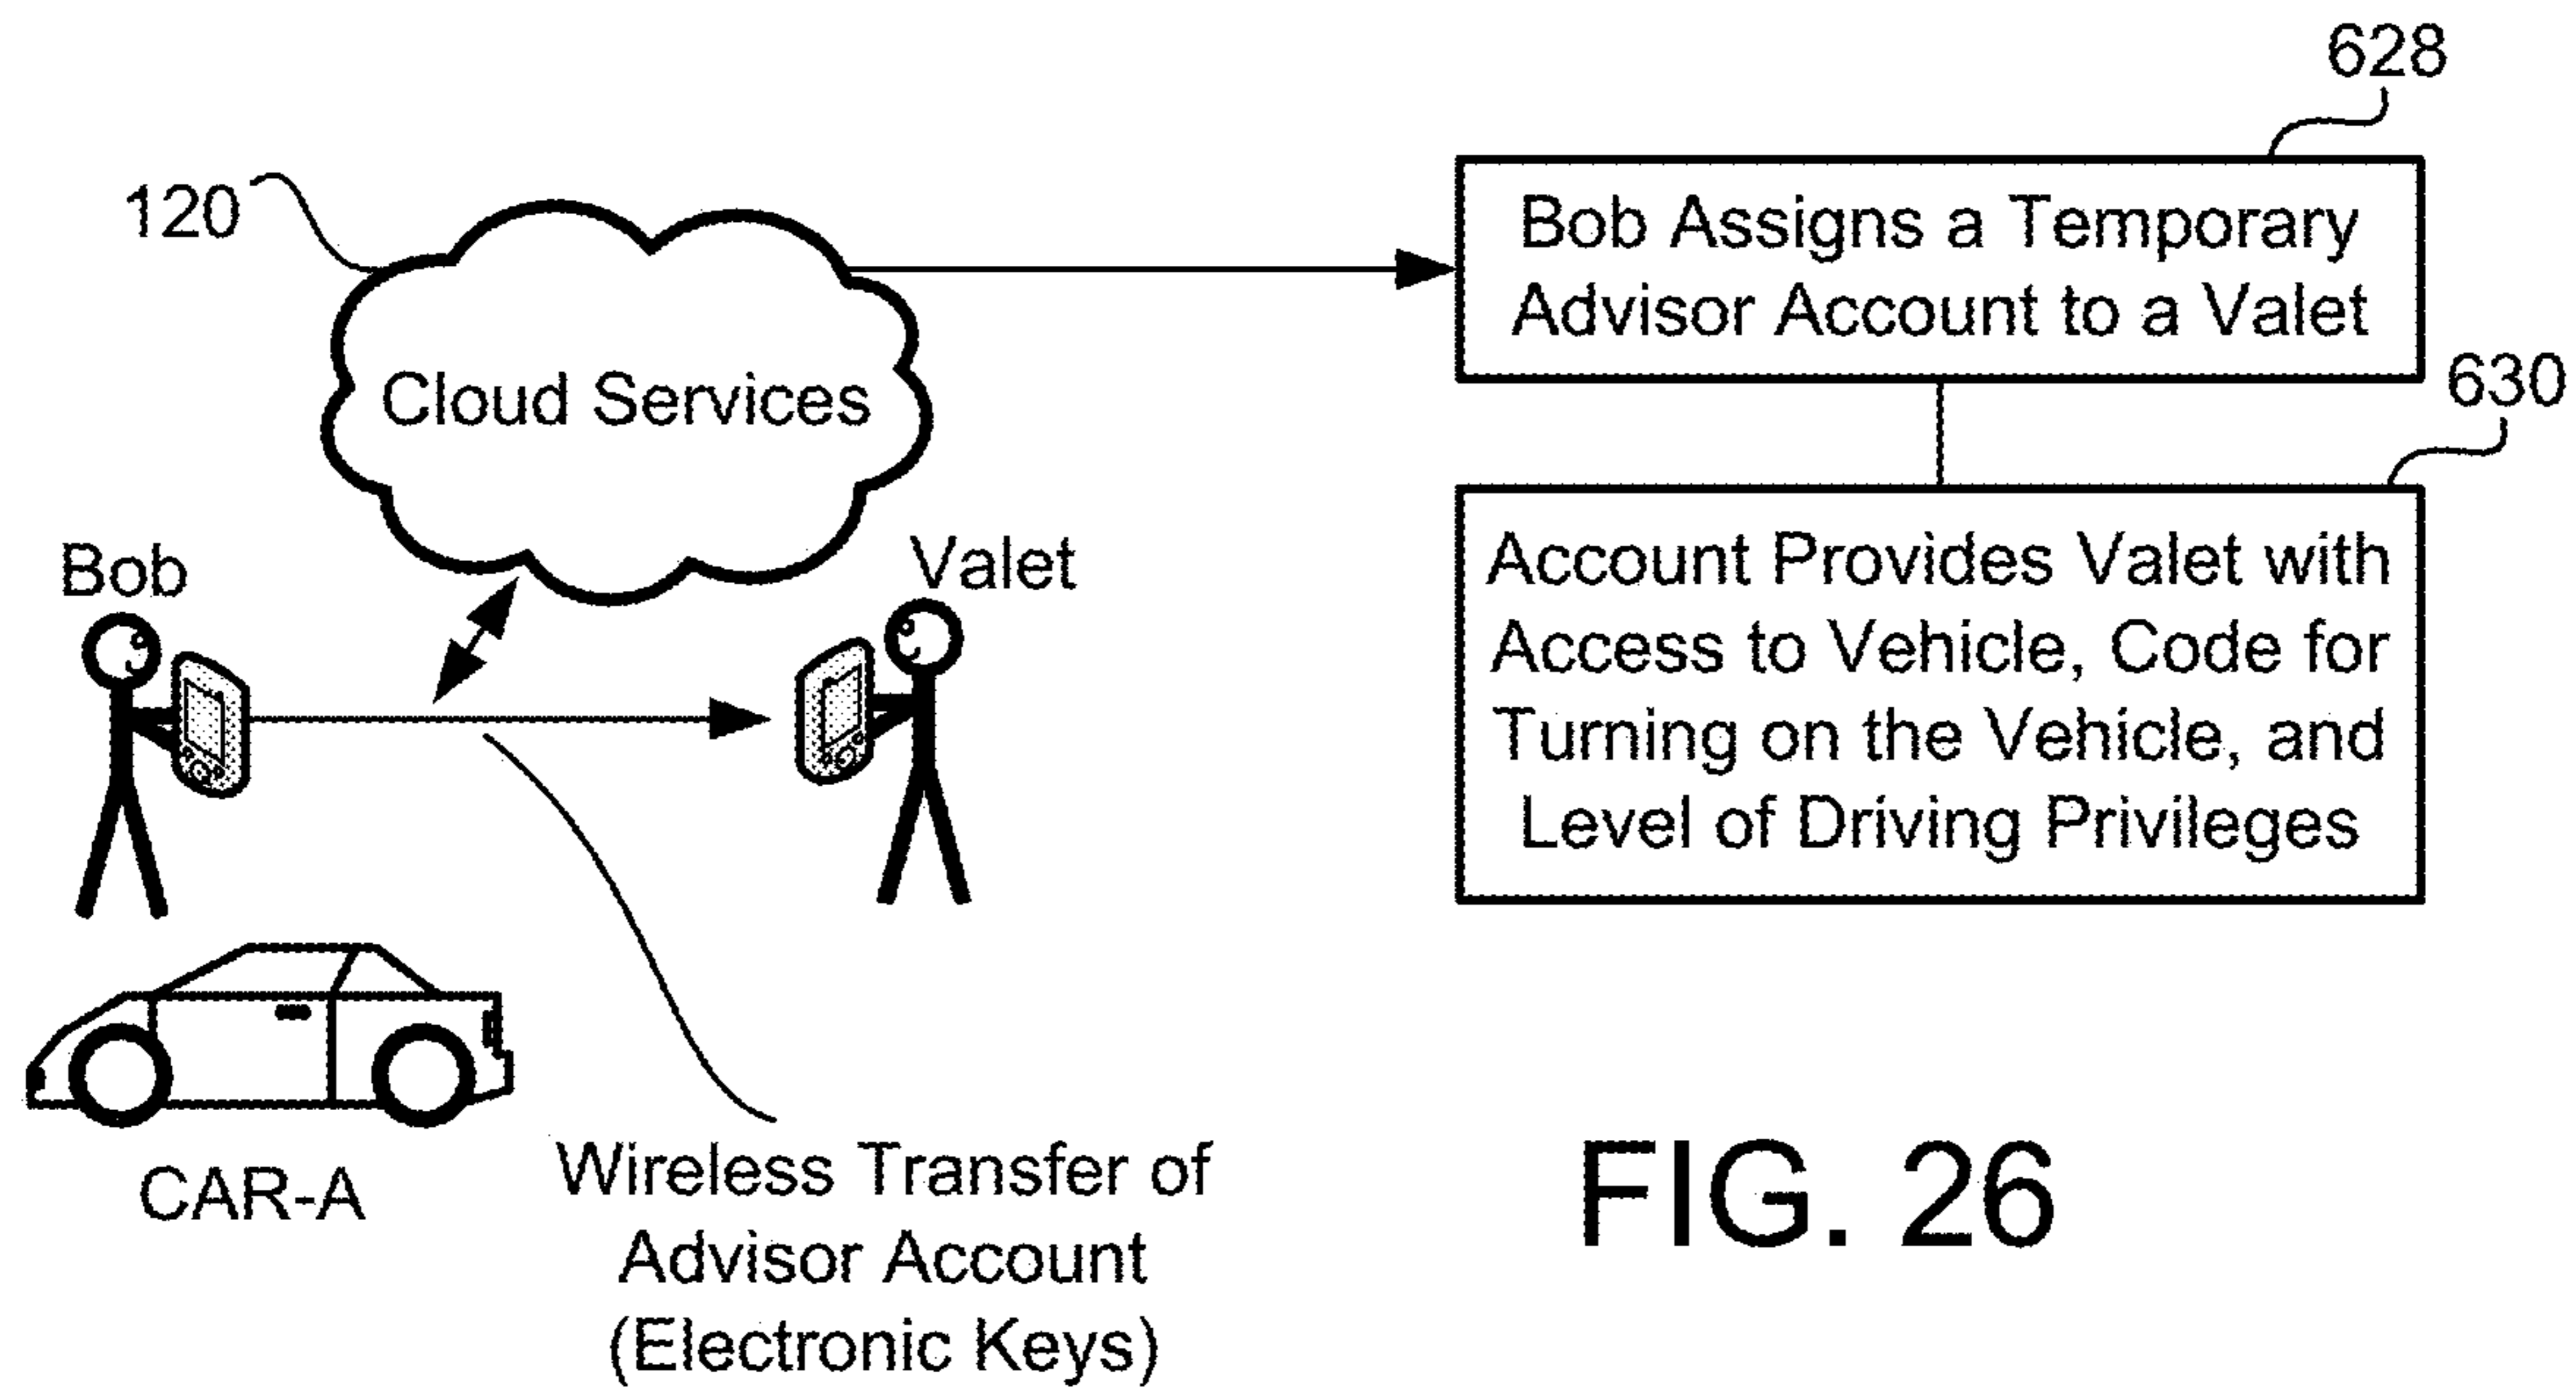 628
120
Bob Assigns a Temporary
Advisor Account to a Valet
Cloud Services
630
Bob
Valet
Account Provides Valet with
Access to Vehicle, Code for
Turning on the Vehicle, and
Level of Driving Privileges
CAR-A
Wireless Transfer of
Advisor Account
(Electronic Keys)
FIG. 26